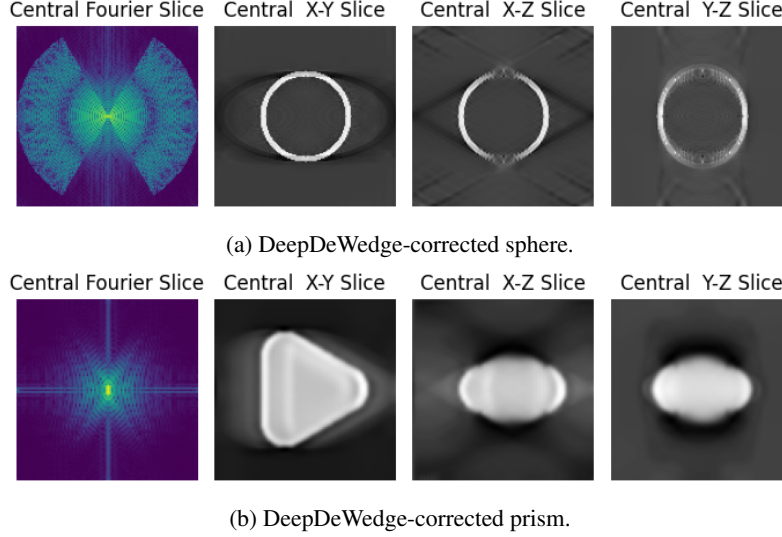 Central Fourier Slice Central X-Y Slice Central X-Z Slice Central Y-Z Slice
(a) DeepDeWedge-corrected sphere.
Central Fourier Slice Central X-Y Slice Central X-Z Slice Central Y-Z Slice
(b) DeepDeWedge-corrected prism.